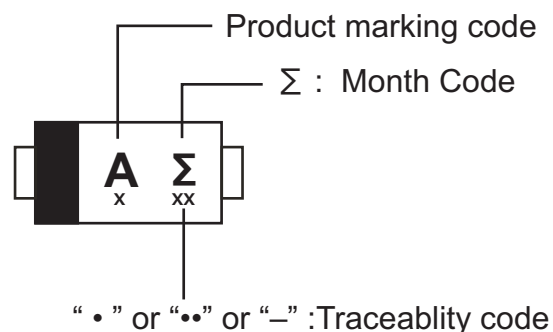 Product marking code
Σ : Month Code
A Σ
x xx
“ • ” or “••” or “–” :Traceablity code